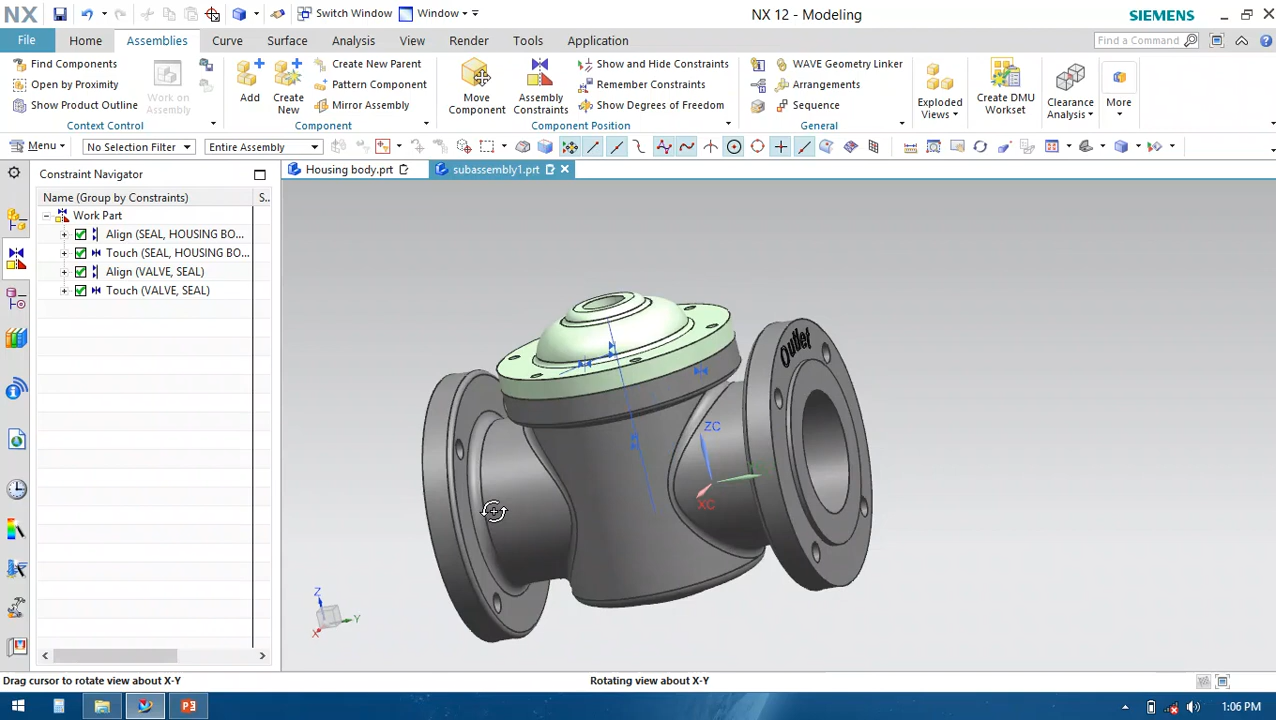 NX
Switch Window
Window
NX 12 - Modeling
SIEMENS
File
Home
Assemblies
Curve
Surface
Analysis
View
Render
Tools
Application
Find a Command
Find Components
Open by Proximity
Show Product Outline
Work on Assembly
Context Control
Add
Create New
Create New Parent
Pattern Component
Mirror Assembly
Component
Move Component
Assembly Constraints
Show and Hide Constraints
Remember Constraints
Show Degrees of Freedom
Component Position
WAVE Geometry Linker
Arrangements
Sequence
General
Exploded Views
Create DMU Workset
Clearance Analysis
More
Menu
No Selection Filter
Entire Assembly
Constraint Navigator
Housing body.prt
subassembly1.prt
Name (Group by Constraints)
S..
Work Part
Align (SEAL, HOUSING BO...
Touch (SEAL, HOUSING BO...
Align (VALVE, SEAL)
Touch (VALVE, SEAL)
Outlet
ZC
XC
Z
Y
X
Drag cursor to rotate view about X-Y
Rotating view about X-Y
1:06 PM